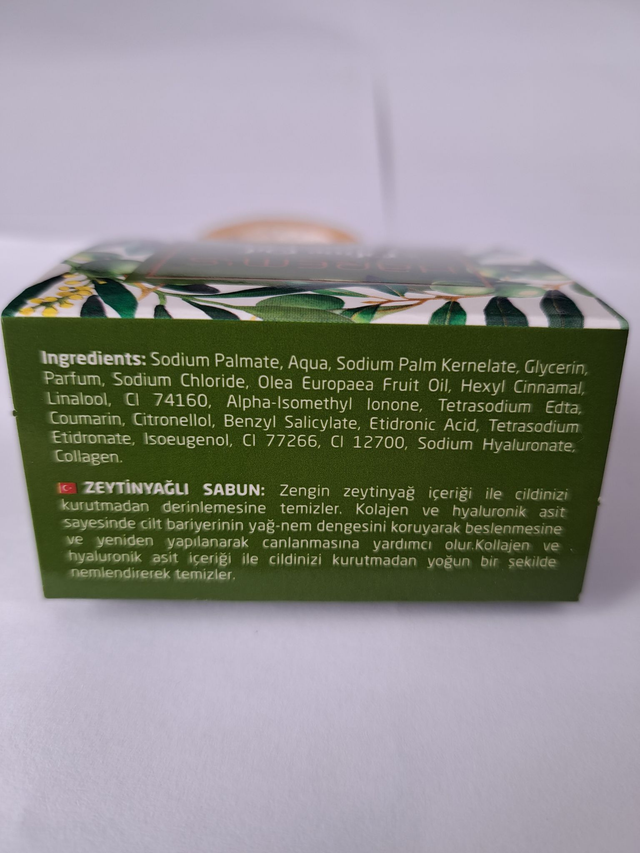 Ingredients: Sodium Palmate, Aqua, Sodium Palm Kernelate, Glycerin,
Parfum, Sodium Chloride, Olea Europaea Fruit Oil, Hexyl Cinnamal,
Linalool, CI 74160, Alpha-Isomethyl Ionone, Tetrasodium Edta,
Coumarin, Citronellol, Benzyl Salicylate, Etidronic Acid, Tetrasodium
Etidronate, Isoeugenol, CI 77266, CI 12700, Sodium Hyaluronate,
Collagen.
ZEYTİNYAĞLI SABUN: Zengin zeytinyağ içeriği ile cildinizi
kurutmadan derinlemesine temizler. Kolajen ve hyaluronik asit
sayesinde cilt bariyerinin yağ-nem dengesini koruyarak beslenmesine
ve yeniden yapılanarak canlanmasına yardımcı olur.Kollajen ve
hyaluronik asit içeriği ile cildinizi kurutmadan yoğun bir şekilde
nemlendirerek temizler.